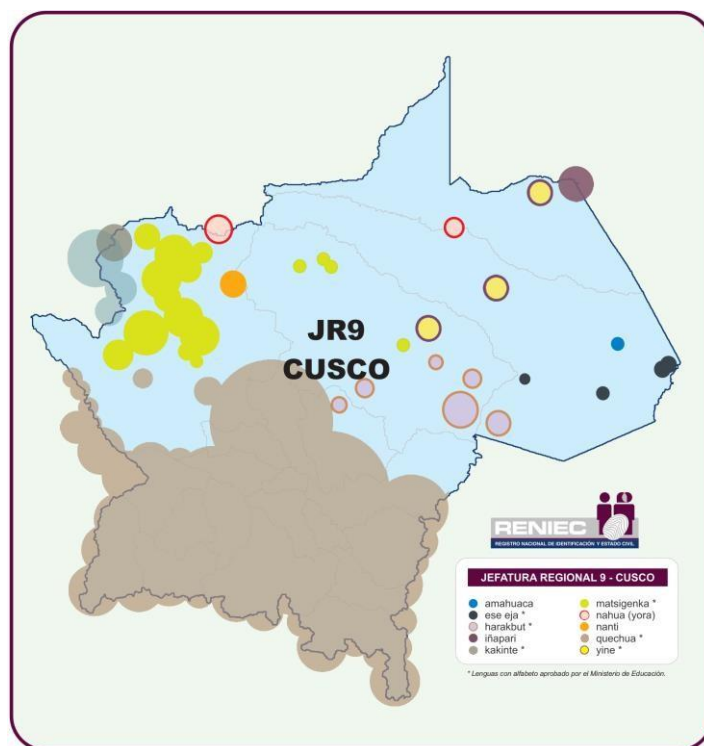 JR9
CUSCO
RENIEC
REGISTRO NACIONAL DE IDENTIFICACIÓN Y ESTADO CIVIL
JEFATURA REGIONAL 9 - CUSCO
amahuaca
ese eja *
harakbut *
iñapari
kakinte *
matsigenka *
nahua (yora)
nanti
quechua *
yine *
* Lenguas con alfabeto aprobado por el Ministerio de Educación.